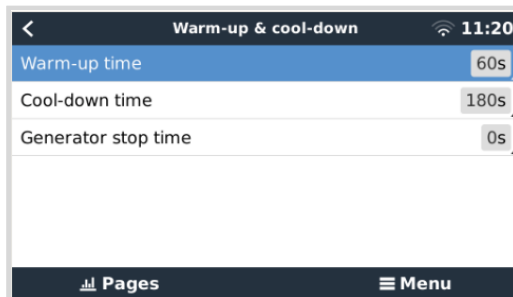 Warm-up & cool-down 11:20
Warm-up time 60s
Cool-down time 180s
Generator stop time 0s
Pages Menu